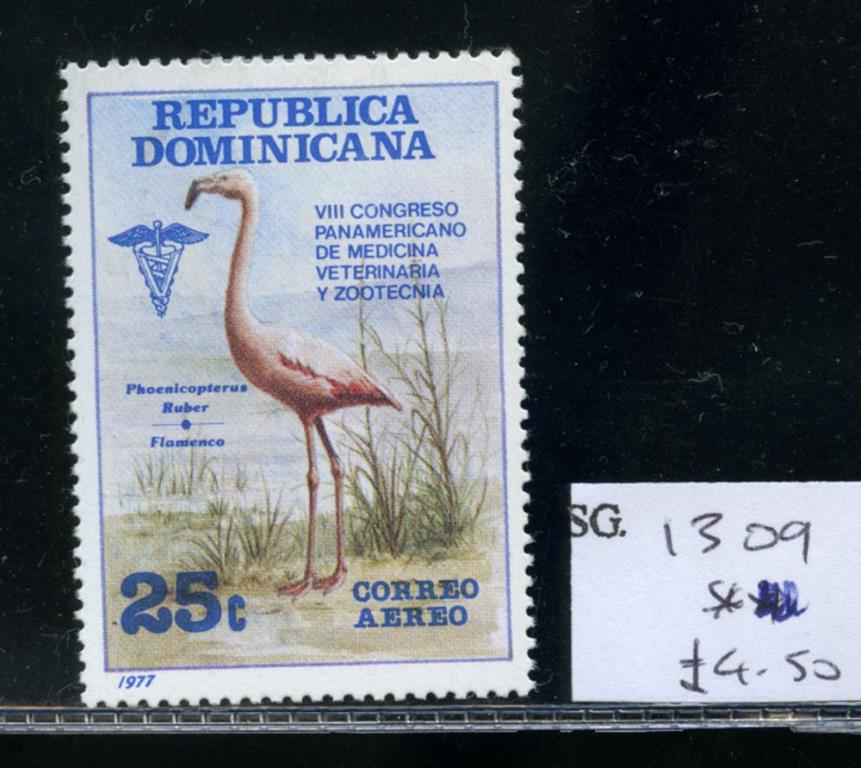 REPUBLICA
DOMINICANA
VIII CONGRESO
PANAMERICANO
DE MEDICINA
VETERINARIA
Y ZOOTECNIA
Phoenicopterus
Ruber
Flamenco
25c
CORREO
AEREO
1977
SG. 1309
**
£4.50